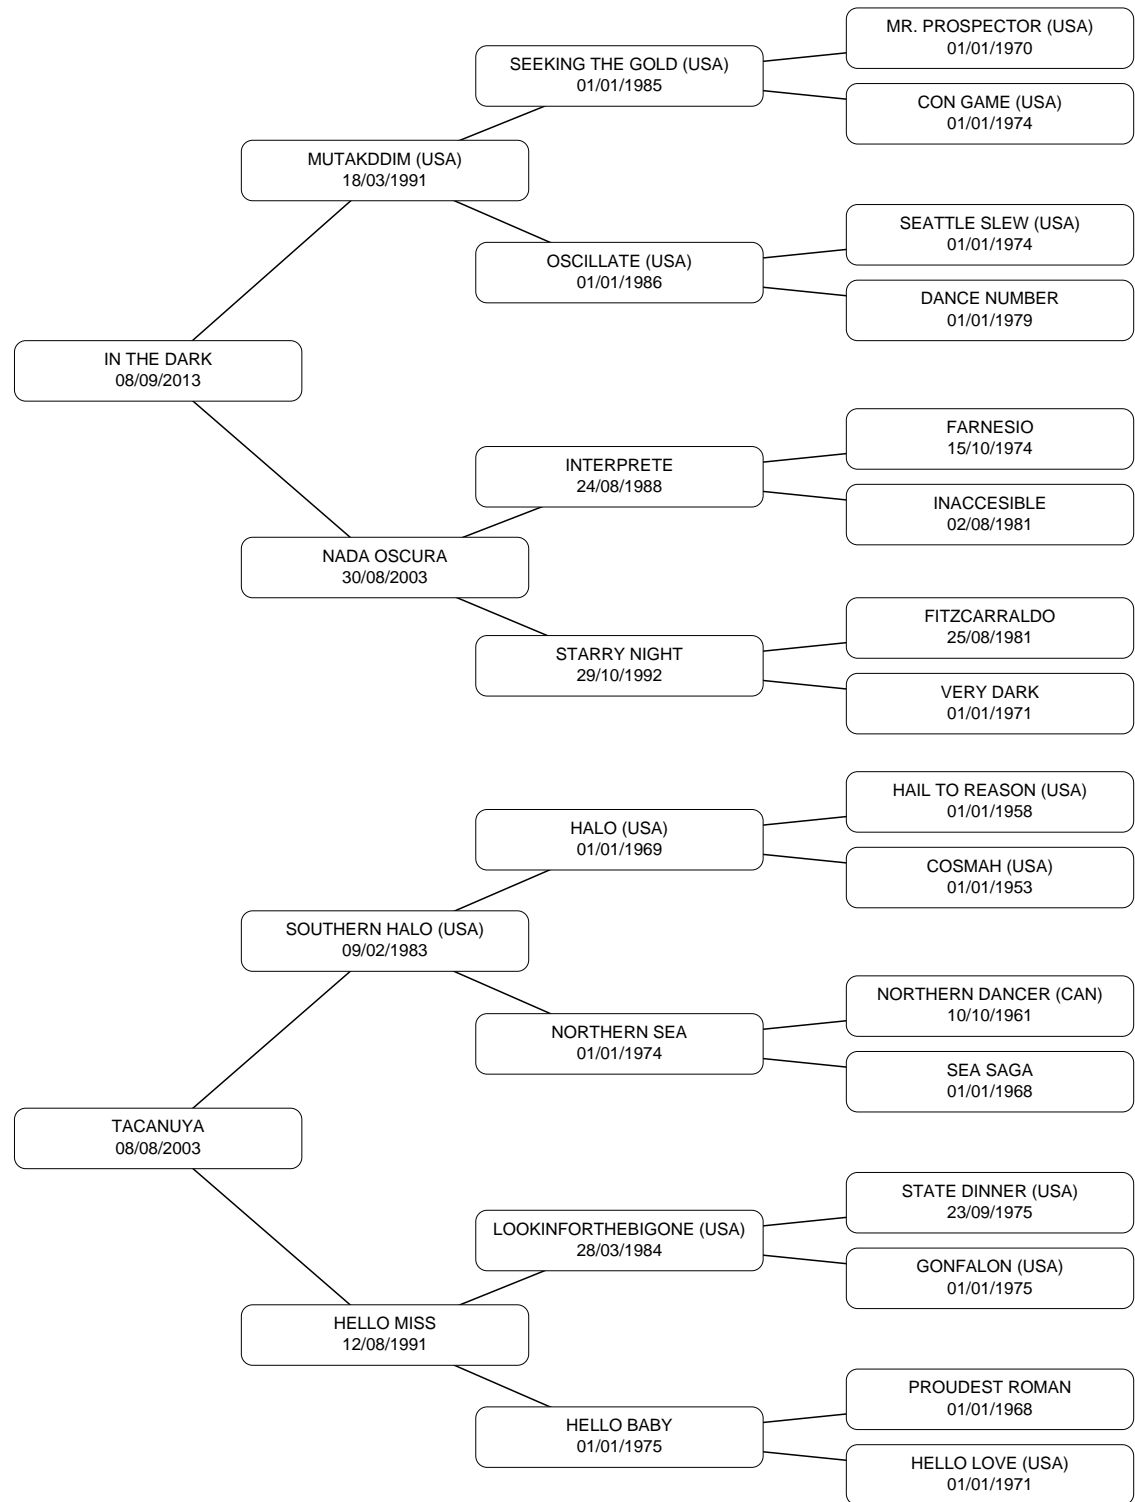 MR. PROSPECTOR (USA)
01/01/1970
SEEKING THE GOLD (USA)
01/01/1985
CON GAME (USA)
01/01/1974
MUTAKDDIM (USA)
18/03/1991
SEATTLE SLEW (USA)
01/01/1974
OSCILLATE (USA)
01/01/1986
DANCE NUMBER
01/01/1979
IN THE DARK
08/09/2013
FARNESIO
15/10/1974
INTERPRETE
24/08/1988
INACCESIBLE
02/08/1981
NADA OSCURA
30/08/2003
FITZCARRALDO
25/08/1981
STARRY NIGHT
29/10/1992
VERY DARK
01/01/1971
HAIL TO REASON (USA)
01/01/1958
HALO (USA)
01/01/1969
COSMAH (USA)
01/01/1953
SOUTHERN HALO (USA)
09/02/1983
NORTHERN DANCER (CAN)
10/10/1961
NORTHERN SEA
01/01/1974
SEA SAGA
01/01/1968
TACANUYA
08/08/2003
STATE DINNER (USA)
23/09/1975
LOOKINFORTHEBIGONE (USA)
28/03/1984
GONFALON (USA)
01/01/1975
HELLO MISS
12/08/1991
PROUDEST ROMAN
01/01/1968
HELLO BABY
01/01/1975
HELLO LOVE (USA)
01/01/1971